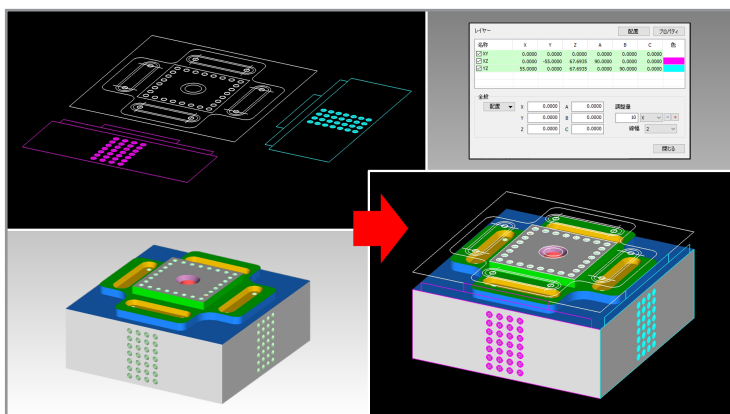 レイヤー 配置 プロパティ
名称 X Y Z A B C 色
XY 0.0000 0.0000 0.0000 0.0000 0.0000 0.0000
XZ 0.0000 -55.0000 67.6935 90.0000 0.0000 0.0000
YZ 55.0000 0.0000 67.6935 0.0000 90.0000 0.0000
全般
配置 X 0.0000 A 0.0000 調整量
Y 0.0000 B 0.0000 10 X - +
Z 0.0000 C 0.0000 線幅 2
閉じる